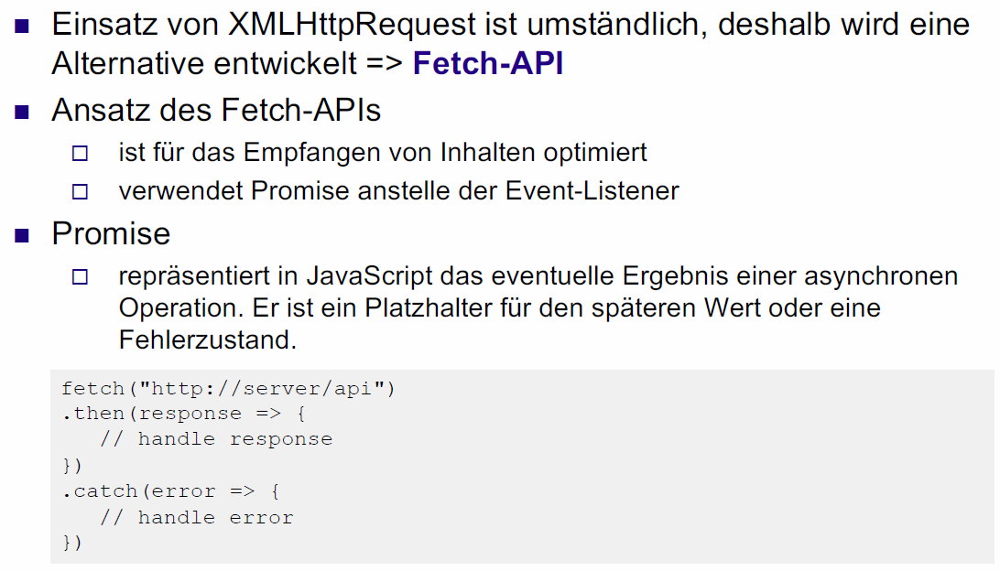 Einsatz von XMLHttpRequest ist umständlich, deshalb wird eine
Alternative entwickelt => Fetch-API
Ansatz des Fetch-APIs
ist für das Empfangen von Inhalten optimiert
verwendet Promise anstelle der Event-Listener
Promise
repräsentiert in JavaScript das eventuelle Ergebnis einer asynchronen
Operation. Er ist ein Platzhalter für den späteren Wert oder eine
Fehlerzustand.
fetch("http://server/api")
.then(response => {
   // handle response
})
.catch(error => {
   // handle error
})